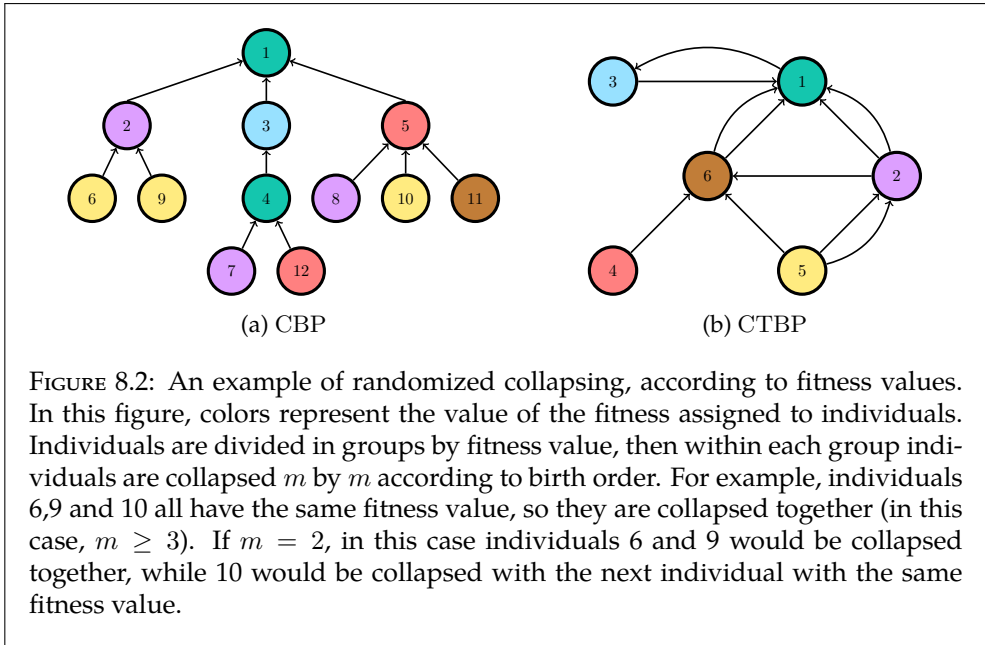 1
2
3
5
6
9
4
8
10
11
7
12
(a) CBP
3
1
6
2
4
5
(b) CTBP
FIGURE 8.2: An example of randomized collapsing, according to fitness values.
In this figure, colors represent the value of the fitness assigned to individuals.
Individuals are divided in groups by fitness value, then within each group indi-
viduals are collapsed m by m according to birth order. For example, individuals
6,9 and 10 all have the same fitness value, so they are collapsed together (in this
case, m ≥ 3). If m = 2, in this case individuals 6 and 9 would be collapsed
together, while 10 would be collapsed with the next individual with the same
fitness value.